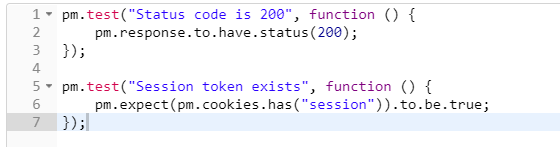 1 pm.test("Status code is 200", function () {
2     pm.response.to.have.status(200);
3 });
4
5 pm.test("Session token exists", function () {
6     pm.expect(pm.cookies.has("session")).to.be.true;
7 });